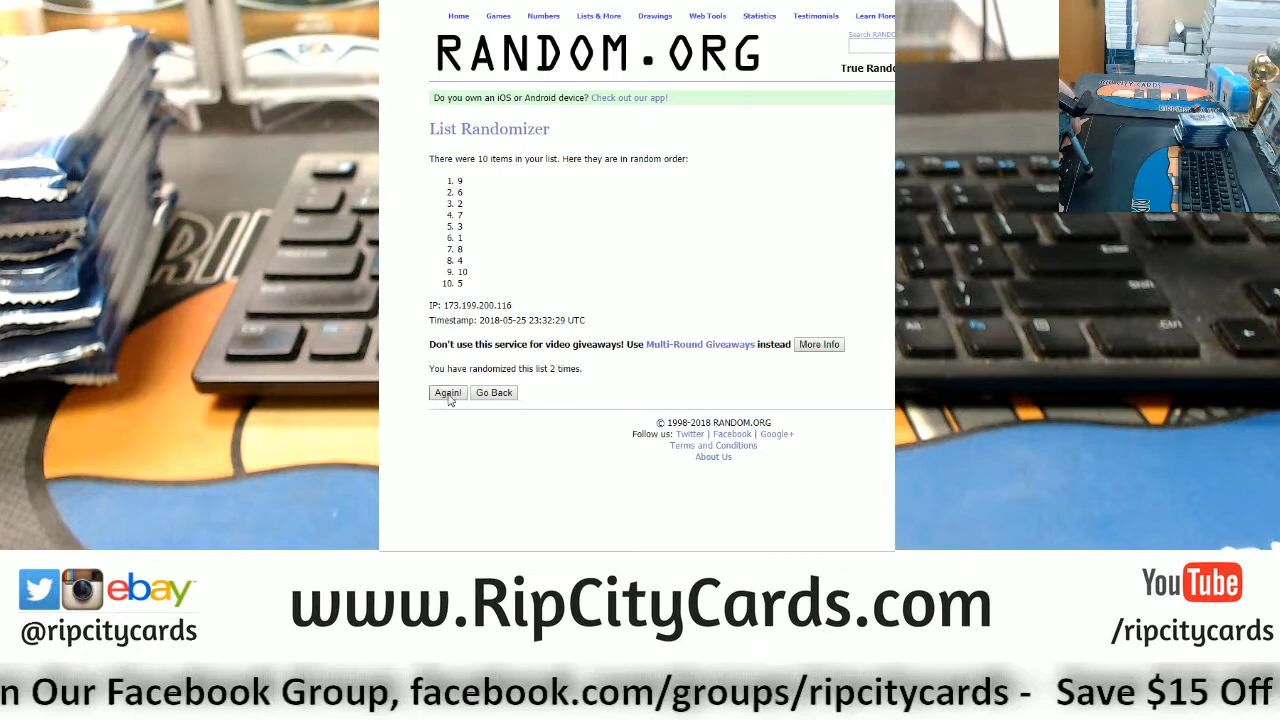 Home Games Numbers Lists & More Drawings Web Tools Statistics Testimonials Learn More
RANDOM.ORG
Search RAND
True Rando
Do you own an iOS or Android device? Check out our app!
List Randomizer
There were 10 items in your list. Here they are in random order:
1. 9
2. 6
3. 2
4. 7
5. 3
6. 1
7. 8
8. 4
9. 10
10. 5
IP: 173.199.200.116
Timestamp: 2018-05-25 23:32:29 UTC
Don't use this service for video giveaways! Use Multi-Round Giveaways instead More Info
You have randomized this list 2 times.
Again! Go Back
© 1998-2018 RANDOM.ORG
Follow us: Twitter | Facebook | Google+
Terms and Conditions
About Us
ebay
@ripcitycards
www.RipCityCards.com
YouTube
/ripcitycards
n Our Facebook Group, facebook.com/groups/ripcitycards - Save $15 Off